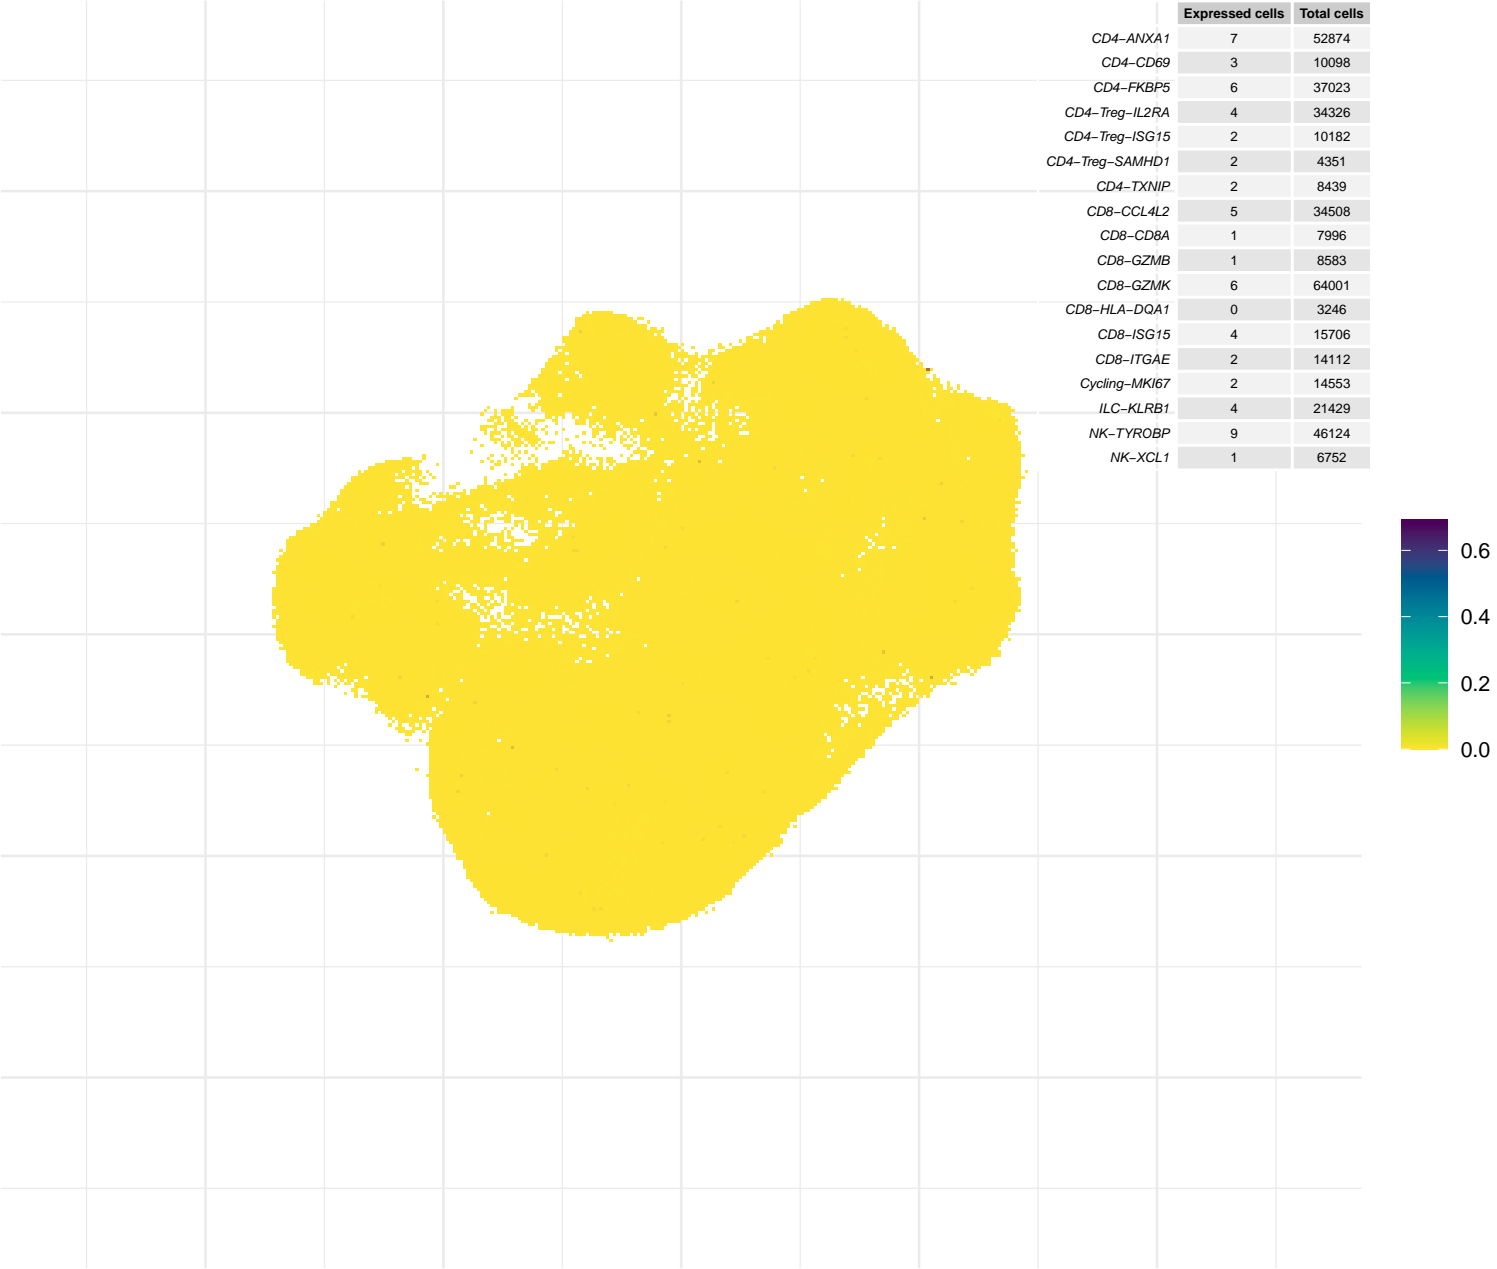 Expressed cells Total cells
CD4−ANXA1 7 52874
CD4−CD69 3 10098
CD4−FKBP5 6 37023
CD4−Treg−IL2RA 4 34326
CD4−Treg−ISG15 2 10182
CD4−Treg−SAMHD1 2 4351
CD4−TXNIP 2 8439
CD8−CCL4L2 5 34508
CD8−CD8A 1 7996
CD8−GZMB 1 8583
CD8−GZMK 6 64001
CD8−HLA−DQA1 0 3246
CD8−ISG15 4 15706
CD8−ITGAE 2 14112
Cycling−MKI67 2 14553
ILC−KLRB1 4 21429
NK−TYROBP 9 46124
NK−XCL1 1 6752
0.6
0.4
0.2
0.0